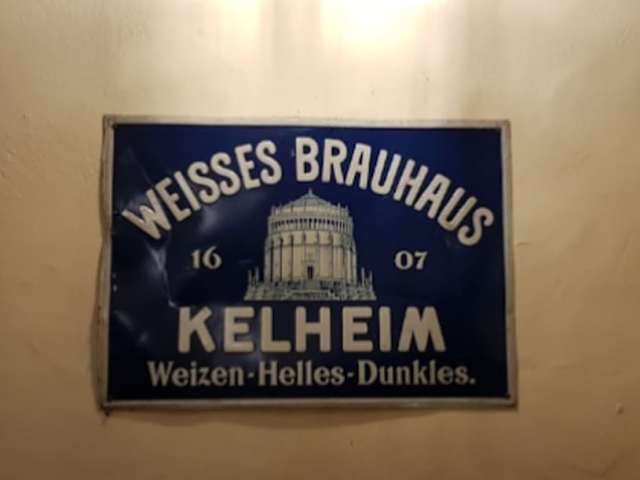 WEISSES BRAUHAUS
16 07
KELHEIM
Weizen-Helles-Dunkles.